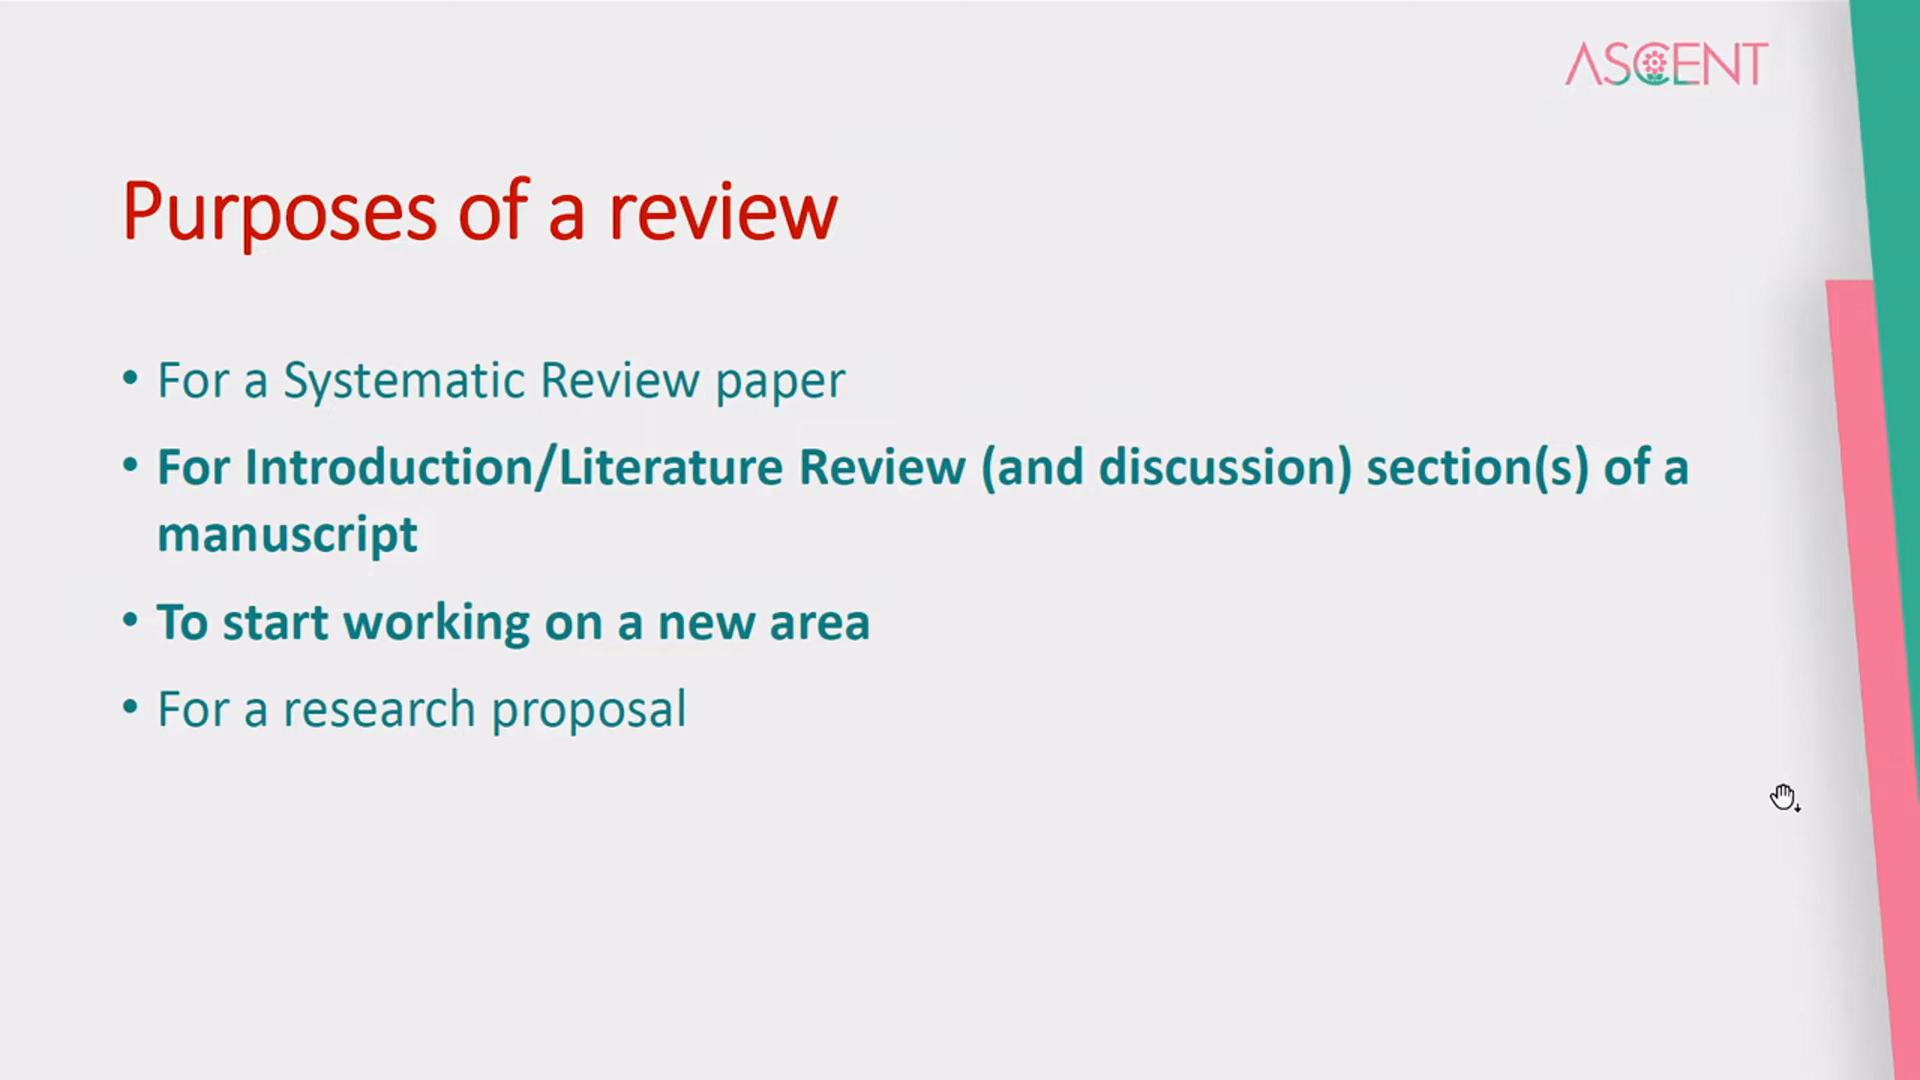 ASCENT
Purposes of a review
• For a Systematic Review paper
• For Introduction/Literature Review (and discussion) section(s) of a
manuscript
• To start working on a new area
• For a research proposal